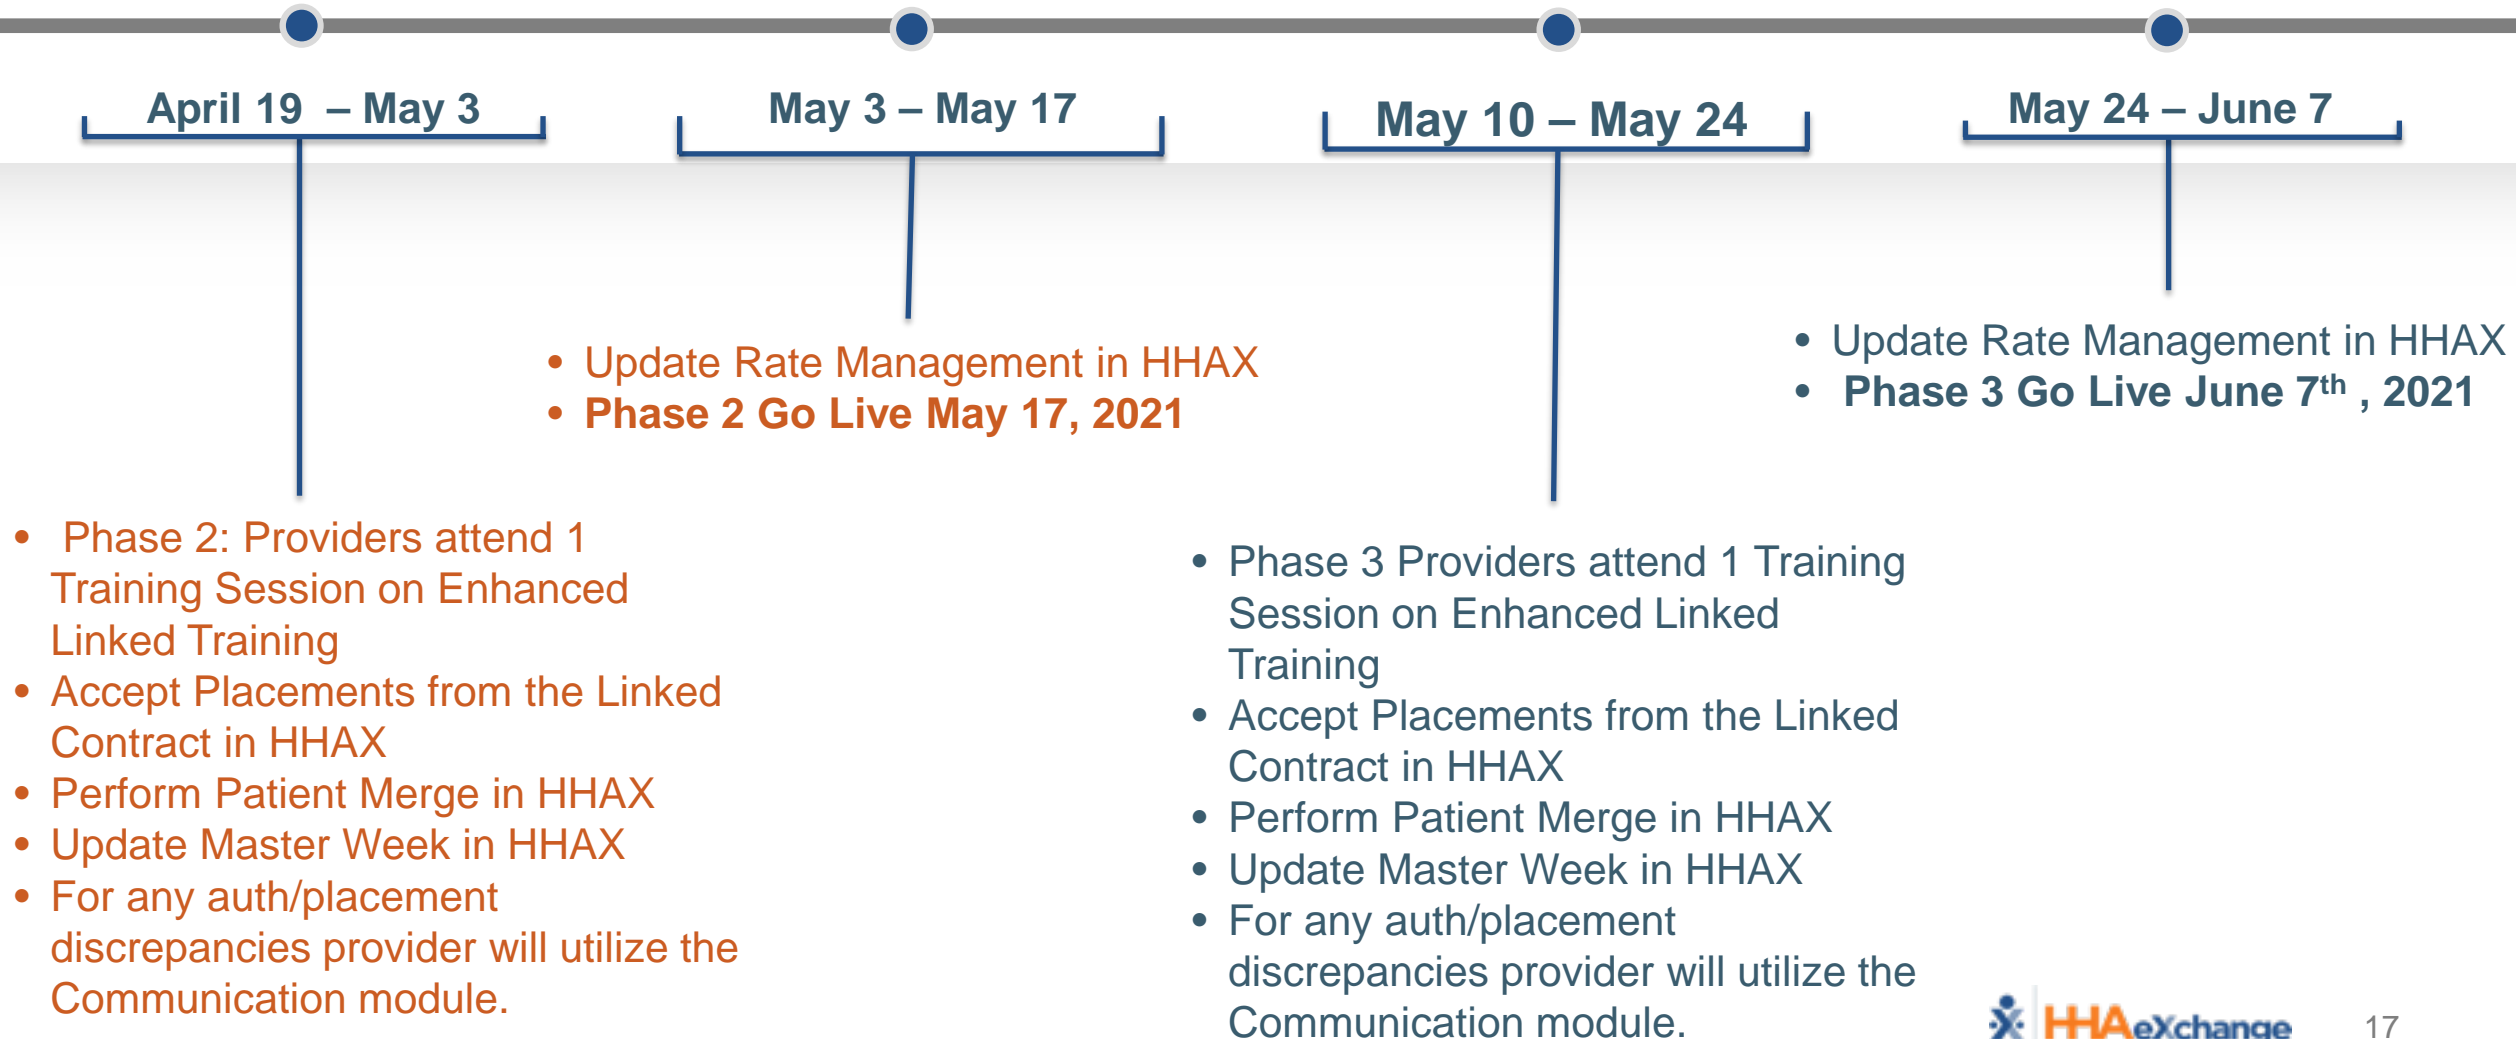 April 19 – May 3
May 3 – May 17
May 10 – May 24
May 24 – June 7
• Update Rate Management in HHAX
• Phase 2 Go Live May 17, 2021
• Update Rate Management in HHAX
• Phase 3 Go Live June 7th , 2021
• Phase 2: Providers attend 1
Training Session on Enhanced
Linked Training
• Accept Placements from the Linked
Contract in HHAX
• Perform Patient Merge in HHAX
• Update Master Week in HHAX
• For any auth/placement
discrepancies provider will utilize the
Communication module.
• Phase 3 Providers attend 1 Training
Session on Enhanced Linked
Training
• Accept Placements from the Linked
Contract in HHAX
• Perform Patient Merge in HHAX
• Update Master Week in HHAX
• For any auth/placement
discrepancies provider will utilize the
Communication module.
HHAeXchange
17